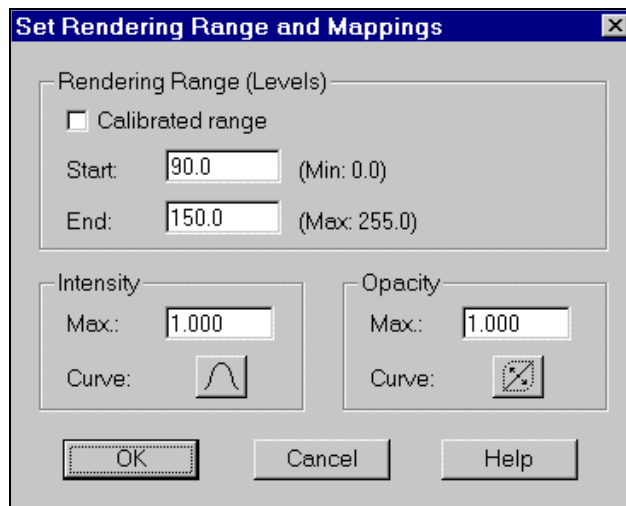 Set Rendering Range and Mappings
Rendering Range (Levels)
Calibrated range
Start: 90.0 (Min: 0.0)
End: 150.0 (Max: 255.0)
Intensity
Max.: 1.000
Curve:
Opacity
Max.: 1.000
Curve:
OK Cancel Help